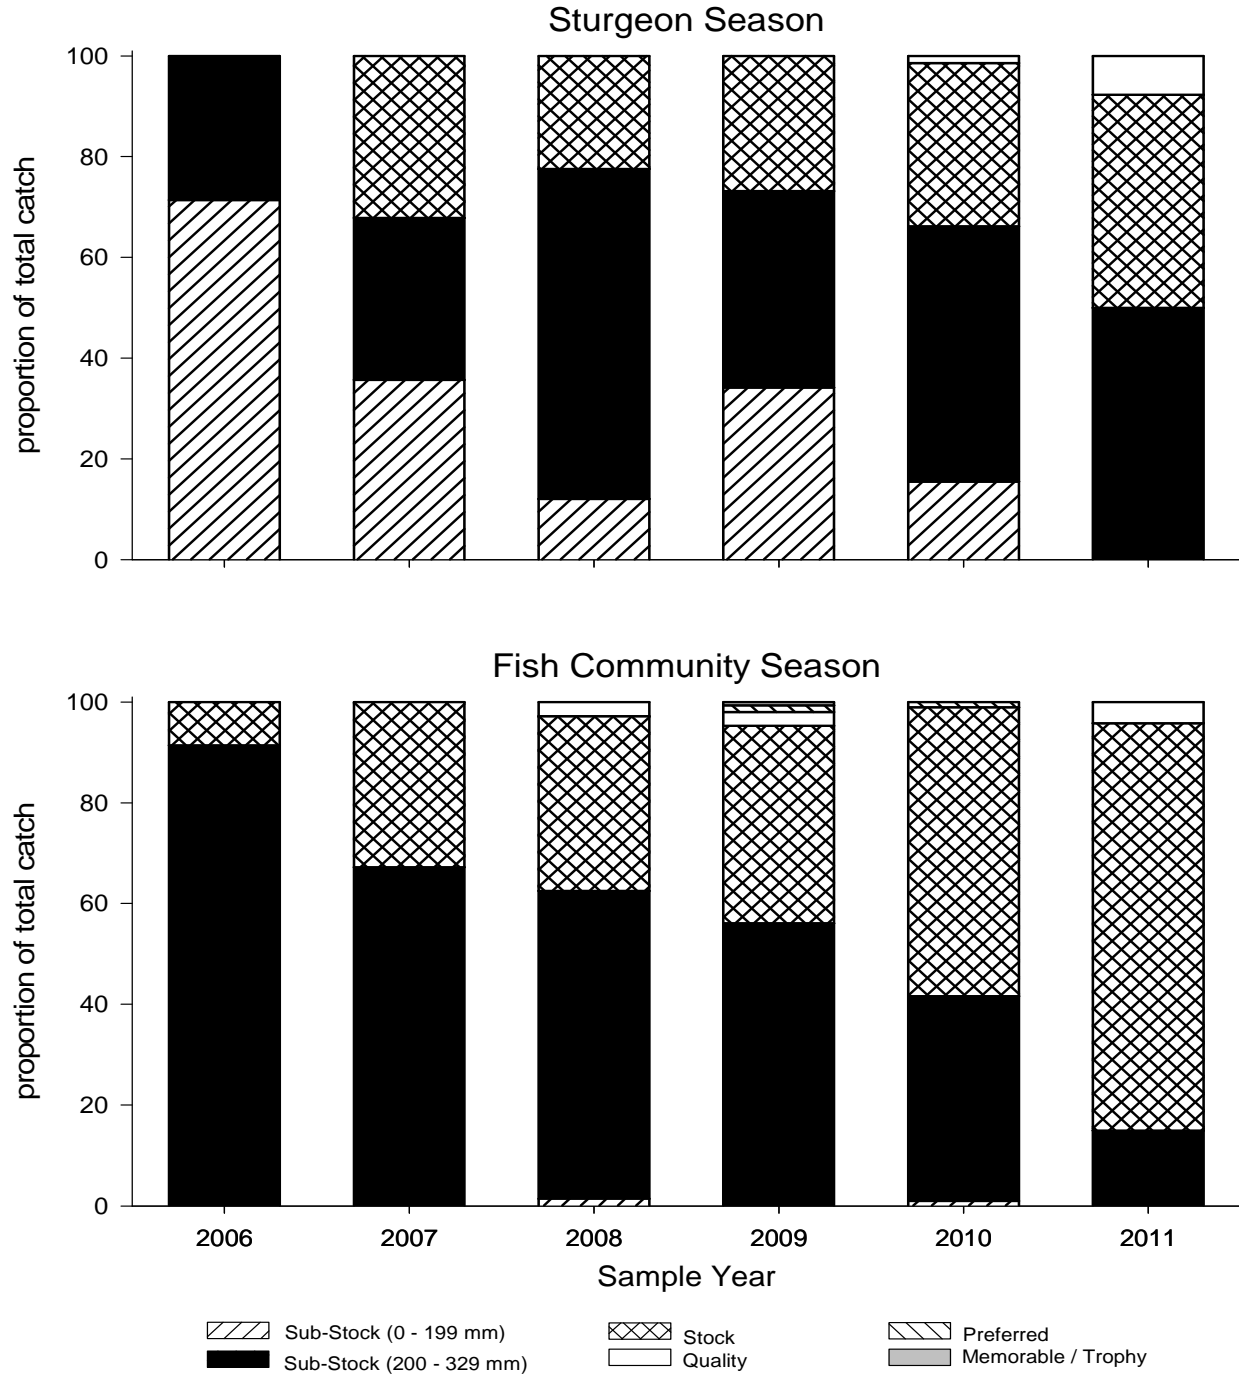 Sturgeon Season
100
80
60
40
20
0
proportion of total catch
Fish Community Season
100
80
60
40
20
0
proportion of total catch
2006 2007 2008 2009 2010 2011
Sample Year
Sub-Stock (0 - 199 mm) Stock Preferred
Sub-Stock (200 - 329 mm) Quality Memorable / Trophy